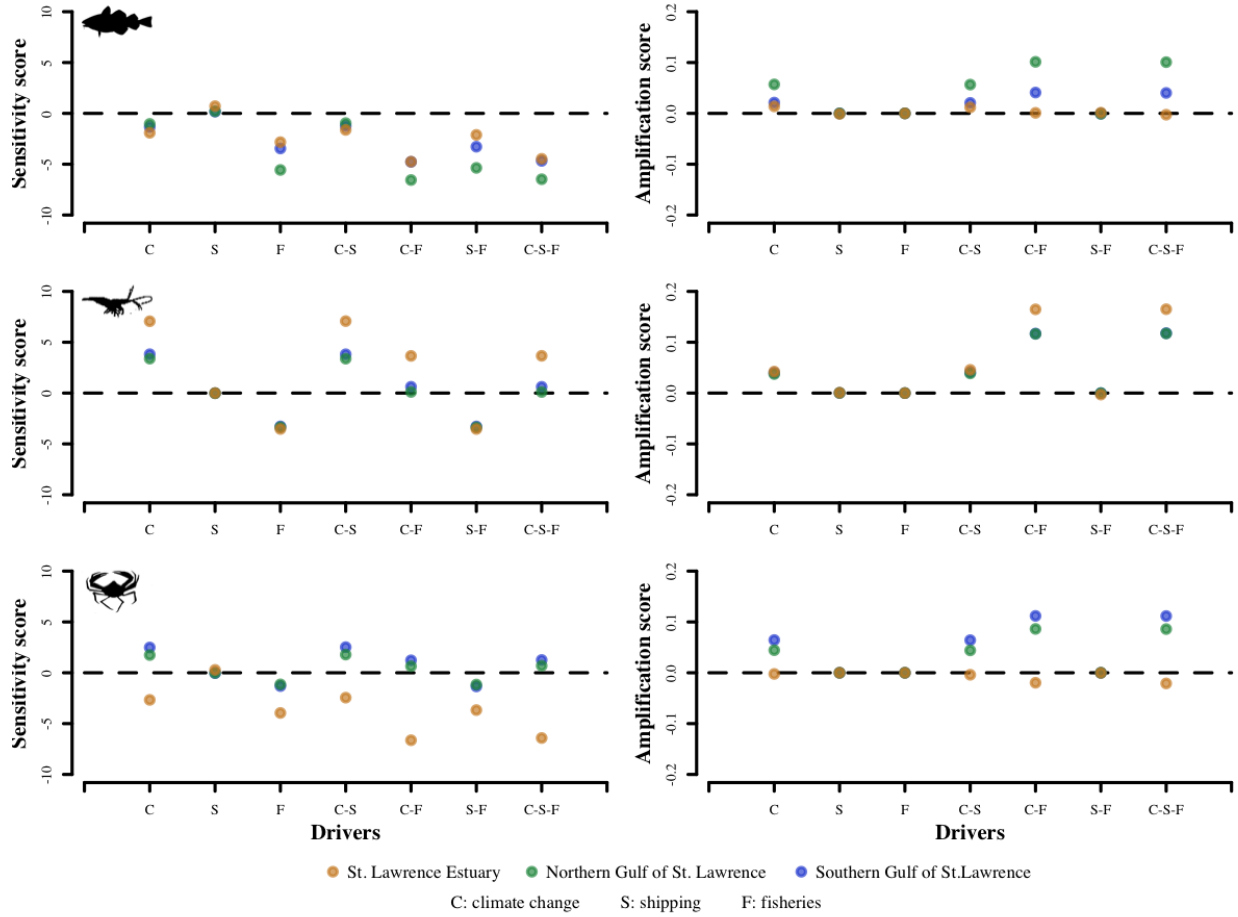 Sensitivity score
10
5
0
-5
-10
C S F C-S C-F S-F C-S-F
Amplification score
0.2
0.1
0.0
-0.1
-0.2
C S F C-S C-F S-F C-S-F
Sensitivity score
10
5
0
-5
-10
C S F C-S C-F S-F C-S-F
Amplification score
0.2
0.1
0.0
-0.1
-0.2
C S F C-S C-F S-F C-S-F
Sensitivity score
10
5
0
-5
-10
C S F C-S C-F S-F C-S-F
Drivers
Amplification score
0.2
0.1
0.0
-0.1
-0.2
C S F C-S C-F S-F C-S-F
Drivers
St. Lawrence Estuary Northern Gulf of St. Lawrence Southern Gulf of St.Lawrence
C: climate change S: shipping F: fisheries